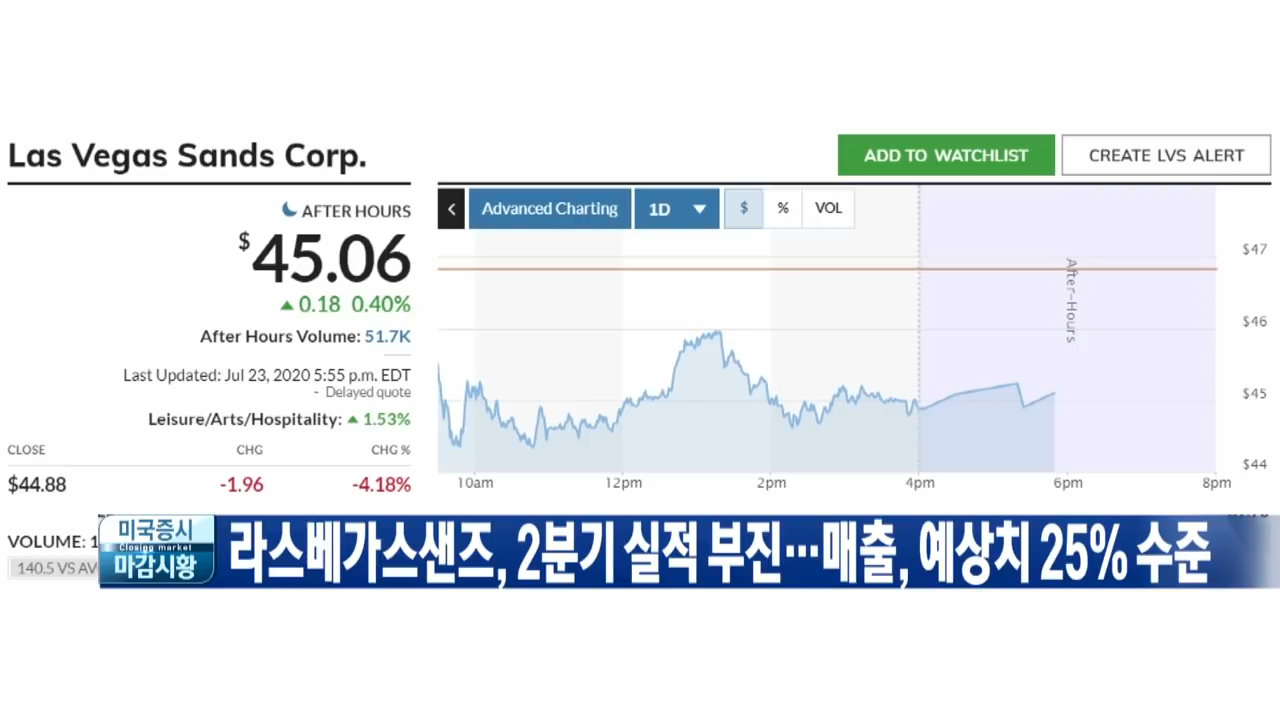 Las Vegas Sands Corp.
ADD TO WATCHLIST
CREATE LVS ALERT
AFTER HOURS
$45.06
0.18 0.40%
After Hours Volume: 51.7K
Last Updated: Jul 23, 2020 5:55 p.m. EDT
- Delayed quote
Leisure/Arts/Hospitality: 1.53%
CLOSE CHG CHG %
$44.88 -1.96 -4.18%
Advanced Charting 1D $ % VOL
$47
$46
$45
$44
After-Hours
10am 12pm 2pm 4pm 6pm 8pm
VOLUME: 1
140.5 VS AV
미국증시
Closing market
마감시황
라스베가스샌즈, 2분기 실적 부진…매출, 예상치 25% 수준